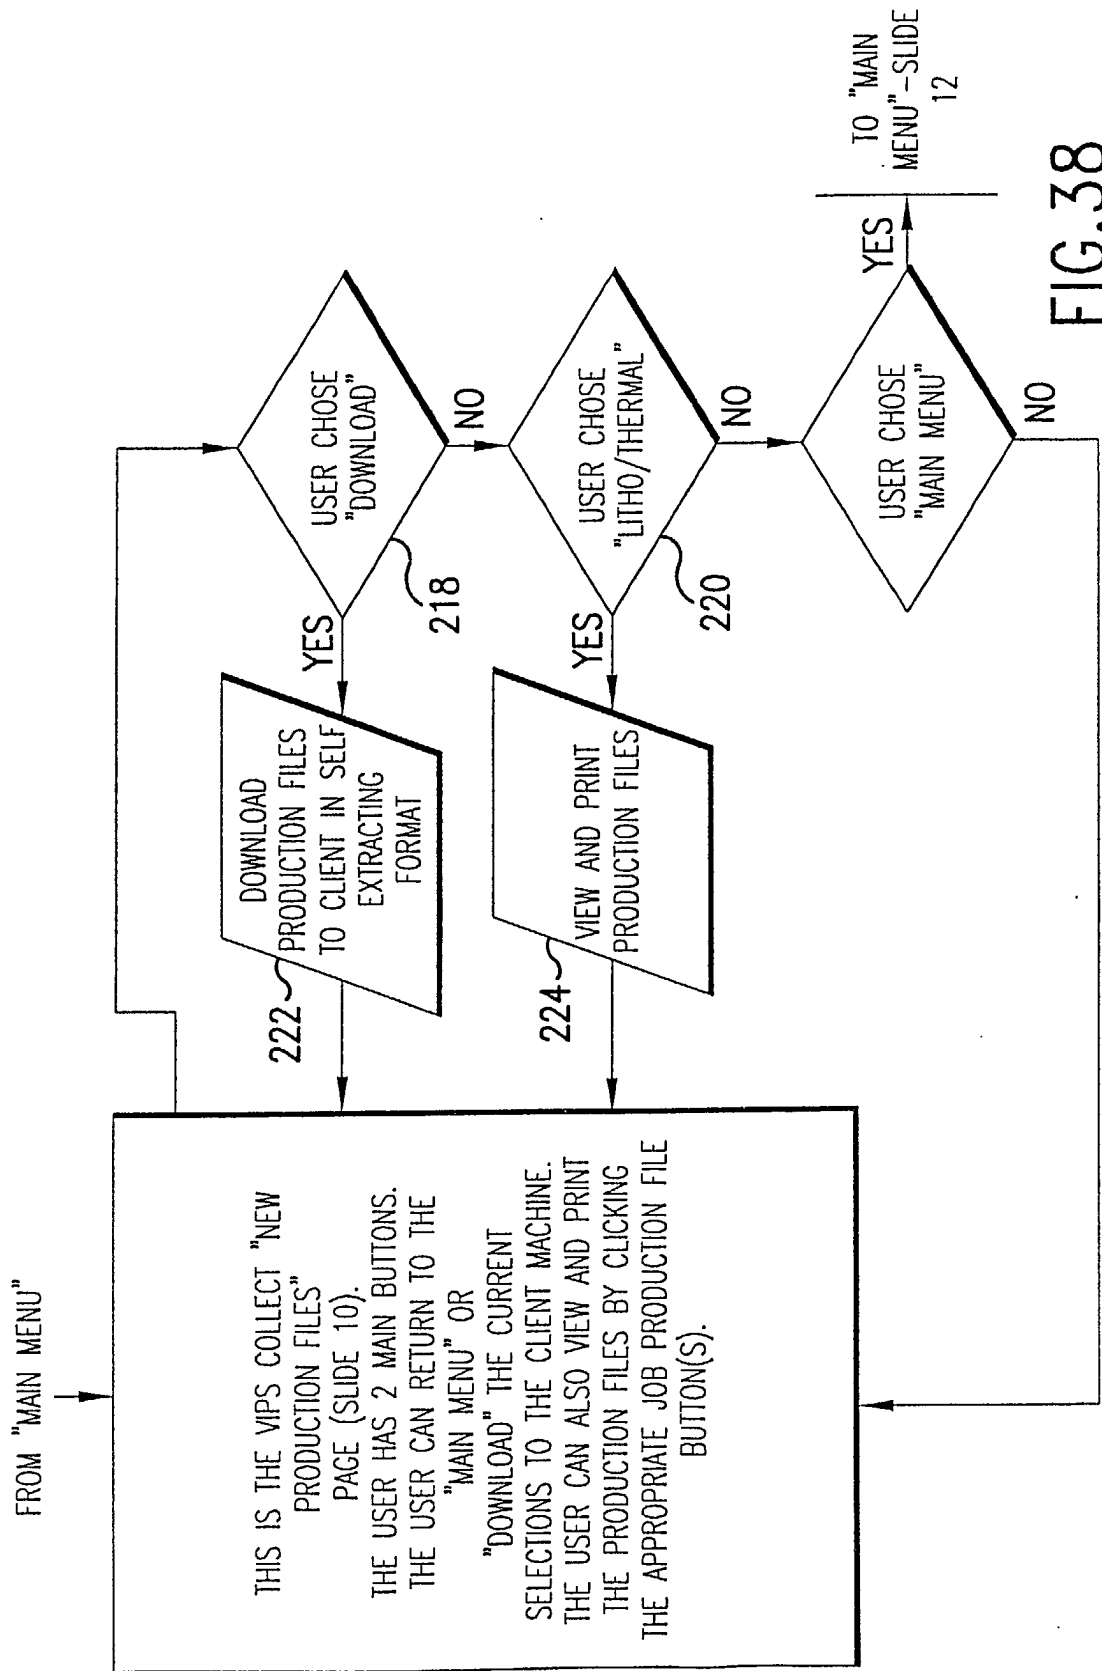 FROM "MAIN MENU"
THIS IS THE VIPS COLLECT "NEW
PRODUCTION FILES"
PAGE (SLIDE 10).
THE USER HAS 2 MAIN BUTTONS.
THE USER CAN RETURN TO THE
"MAIN MENU" OR
"DOWNLOAD" THE CURRENT
SELECTIONS TO THE CLIENT MACHINE.
THE USER CAN ALSO VIEW AND PRINT
THE PRODUCTION FILES BY CLICKING
THE APPROPRIATE JOB PRODUCTION FILE
BUTTON(S).
222
DOWNLOAD
PRODUCTION FILES
TO CLIENT IN SELF
EXTRACTING
FORMAT
YES
218
USER CHOSE
"DOWNLOAD"
NO
224
VIEW AND PRINT
PRODUCTION FILES
YES
220
USER CHOSE
"LITHO/THERMAL"
NO
USER CHOSE
"MAIN MENU"
YES
NO
TO "MAIN
MENU"-SLIDE
12
FIG.38